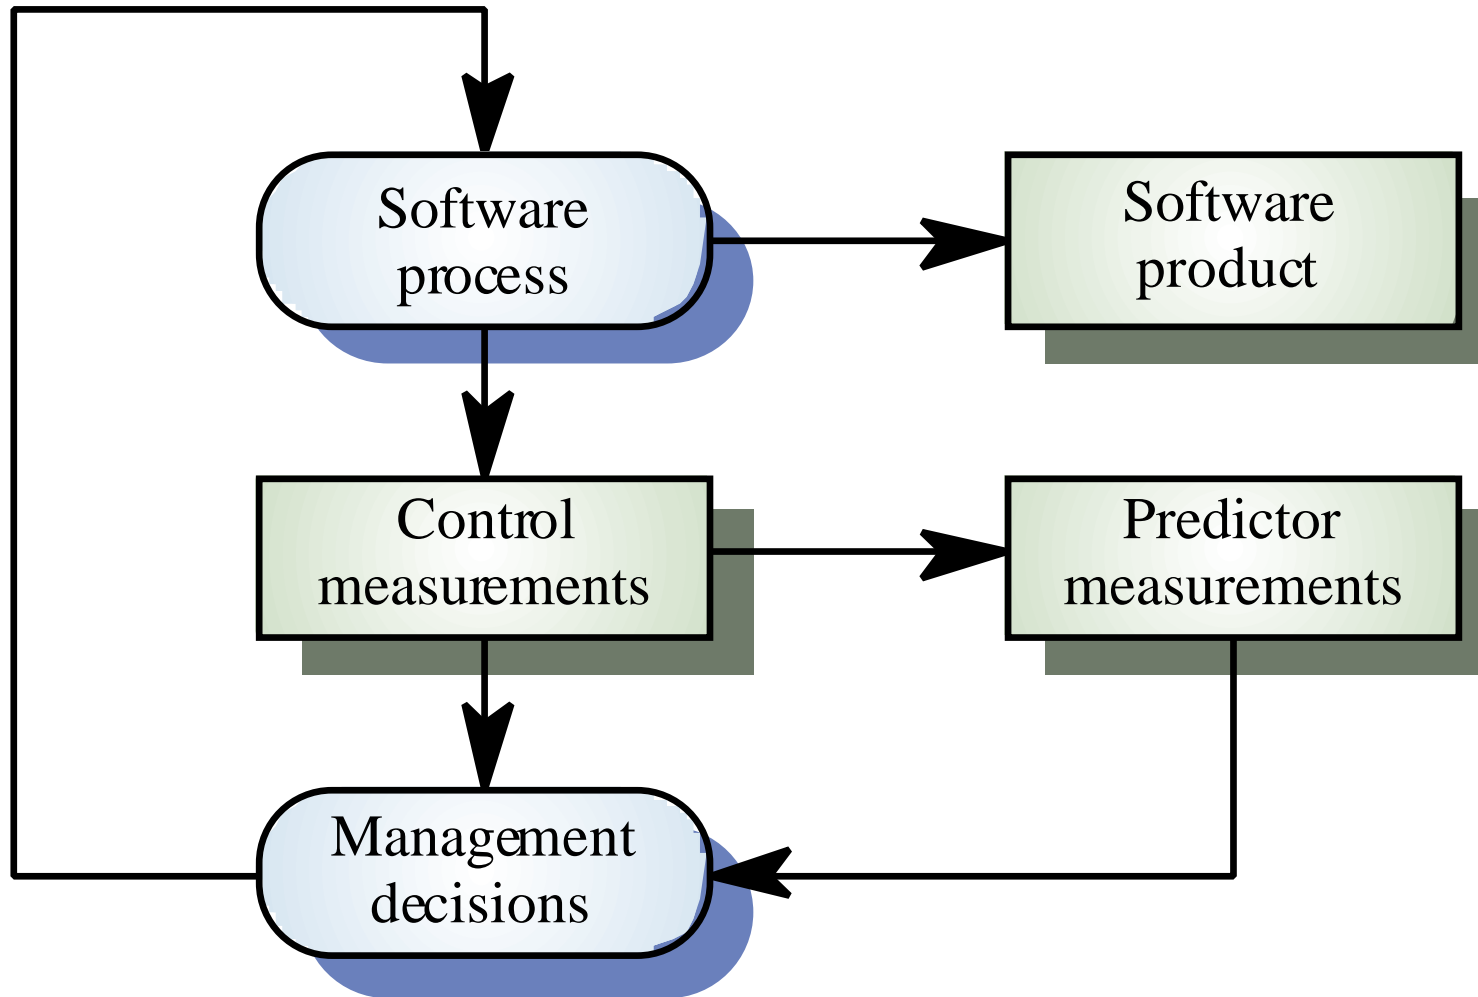 Software
process
Software
product
Control
measurements
Predictor
measurements
Management
decisions